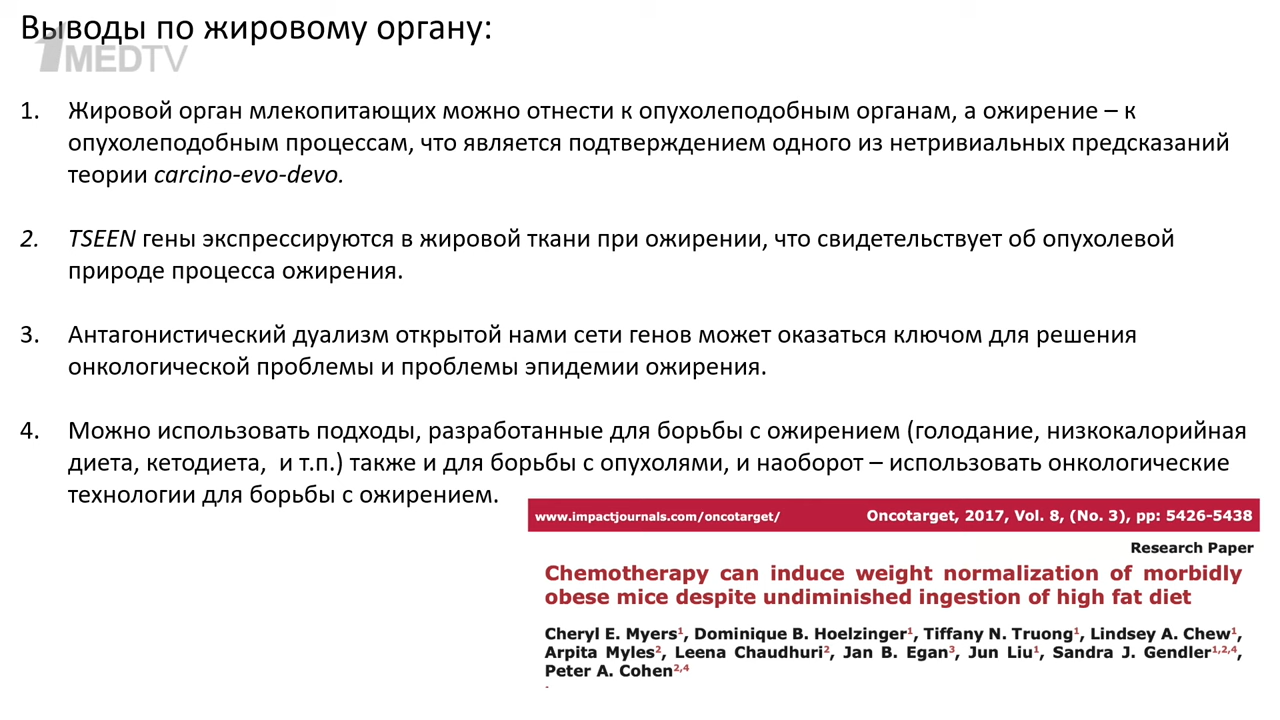 Выводы по жировому органу:
1MEDTV
1. Жировой орган млекопитающих можно отнести к опухолеподобным органам, а ожирение – к
опухолеподобным процессам, что является подтверждением одного из нетривиальных предсказаний
теории carcino-evo-devo.
2. TSEEN гены экспрессируются в жировой ткани при ожирении, что свидетельствует об опухолевой
природе процесса ожирения.
3. Антагонистический дуализм открытой нами сети генов может оказаться ключом для решения
онкологической проблемы и проблемы эпидемии ожирения.
4. Можно использовать подходы, разработанные для борьбы с ожирением (голодание, низкокалорийная
диета, кетодиета, и т.п.) также и для борьбы с опухолями, и наоборот – использовать онкологические
технологии для борьбы с ожирением.
www.impactjournals.com/oncotarget/ Oncotarget, 2017, Vol. 8, (No. 3), pp: 5426-5438
Research Paper
Chemotherapy can induce weight normalization of morbidly
obese mice despite undiminished ingestion of high fat diet
Cheryl E. Myers1, Dominique B. Hoelzinger1, Tiffany N. Truong1, Lindsey A. Chew1,
Arpita Myles2, Leena Chaudhuri2, Jan B. Egan3, Jun Liu1, Sandra J. Gendler1,2,4,
Peter A. Cohen2,4